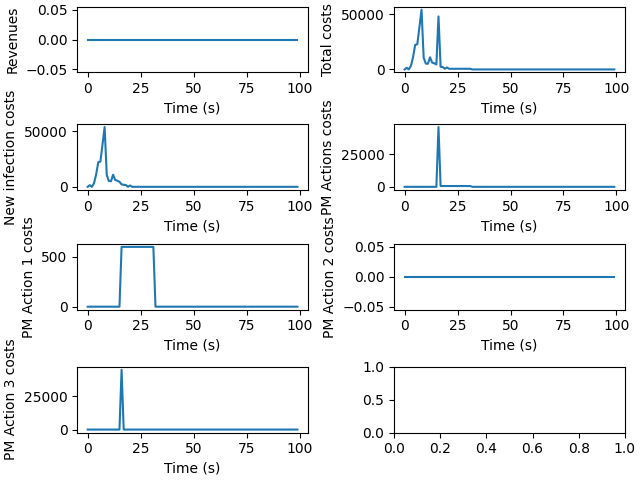 Revenues
0.05
0.00
−0.05
0 25 50 75 100
Time (s)
Total costs
50000
0
0 25 50 75 100
Time (s)
New infection costs
50000
0
0 25 50 75 100
Time (s)
PM Actions costs
25000
0
0 25 50 75 100
Time (s)
PM Action 1 costs
500
0
0 25 50 75 100
Time (s)
PM Action 2 costs
0.05
0.00
−0.05
0 25 50 75 100
Time (s)
PM Action 3 costs
25000
0
0 25 50 75 100
Time (s)
1.0
0.5
0.0
0.0 0.2 0.4 0.6 0.8 1.0